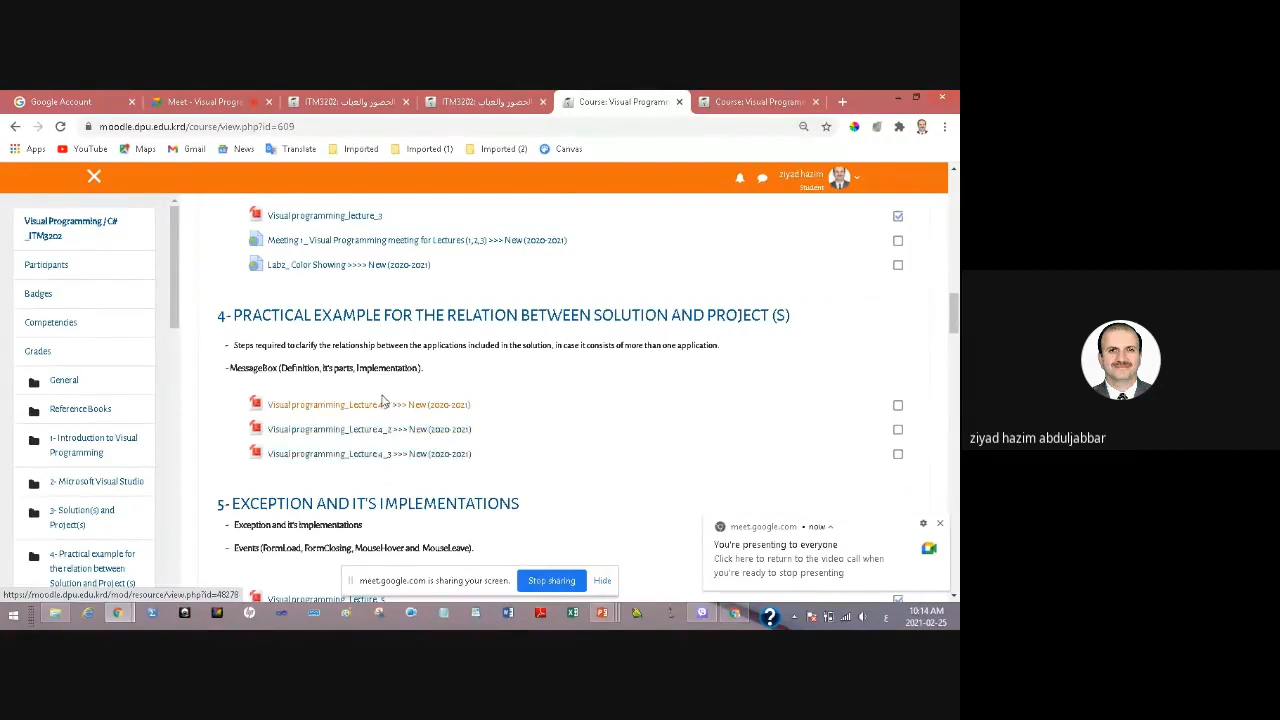 Google Account
Meet - Visual Progra
ITM3202: الحضور والغياب
ITM3202: الحضور والغياب
Course: Visual Programm
Course: Visual Programm
moodle.dpu.edu.krd/course/view.php?id=609
Apps
YouTube
Maps
Gmail
News
Translate
Imported
Imported (1)
Imported (2)
Canvas
ziyad hazim
Student
Visual Programming / C#
_ITM3202
Participants
Badges
Competencies
Grades
General
Reference Books
1- Introduction to Visual
Programming
2- Microsoft Visual Studio
3- Solution(s) and
Project(s)
4- Practical example for
the relation between
Solution and Project (S)
Visual programming_lecture_3
Meeting 1_ Visual Programming meeting for Lectures (1,2,3) >>> New (2020-2021)
Lab2_ Color Showing >>>> New (2020-2021)
4- PRACTICAL EXAMPLE FOR THE RELATION BETWEEN SOLUTION AND PROJECT (S)
- Steps required to clarify the relationship between the applications included in the solution, in case it consists of more than one application.
- MessageBox (Definition, it's parts, Implementation ).
Visual programming_Lecture >>> New (2020-2021)
Visual programming_Lecture 4_2 >>> New (2020-2021)
Visual programming_Lecture 4_3 >>> New (2020-2021)
5- EXCEPTION AND IT'S IMPLEMENTATIONS
- Exception and it's implementations
- Events (FormLoad, FormClosing, MouseHover and MouseLeave).
Visual programming_Lecture_5
meet.google.com • now
You're presenting to everyone
Click here to return to the video call when
you're ready to stop presenting
meet.google.com is sharing your screen.
Stop sharing
Hide
https://moodle.dpu.edu.krd/mod/resource/view.php?id=48278
10:14 AM
2021-02-25
ziyad hazim abduljabbar